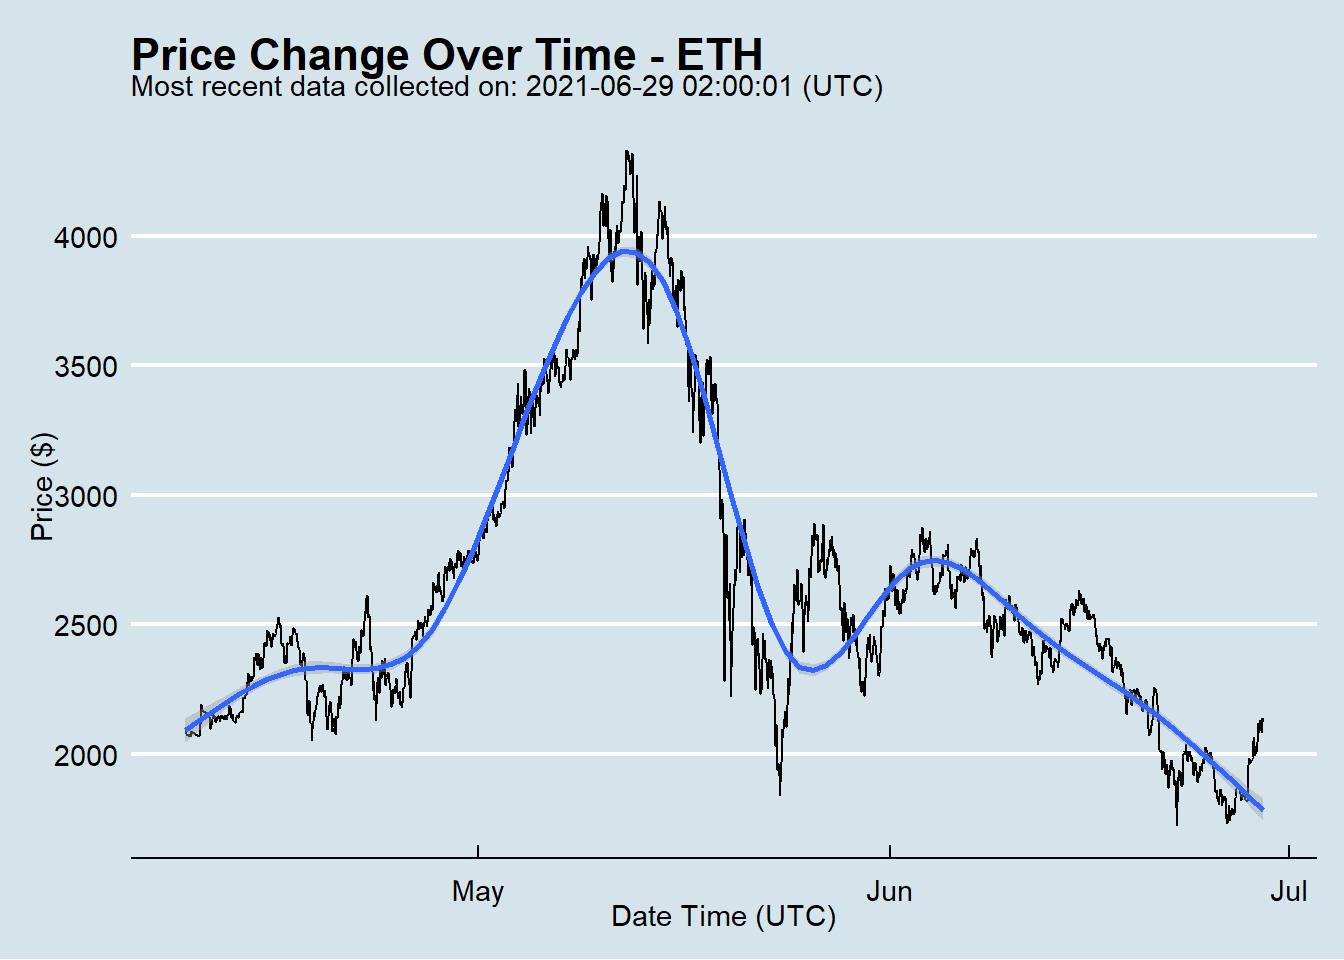 Price Change Over Time - ETH
Most recent data collected on: 2021-06-29 02:00:01 (UTC)
Price ($)
4000
3500
3000
2500
2000
May
Jun
Jul
Date Time (UTC)